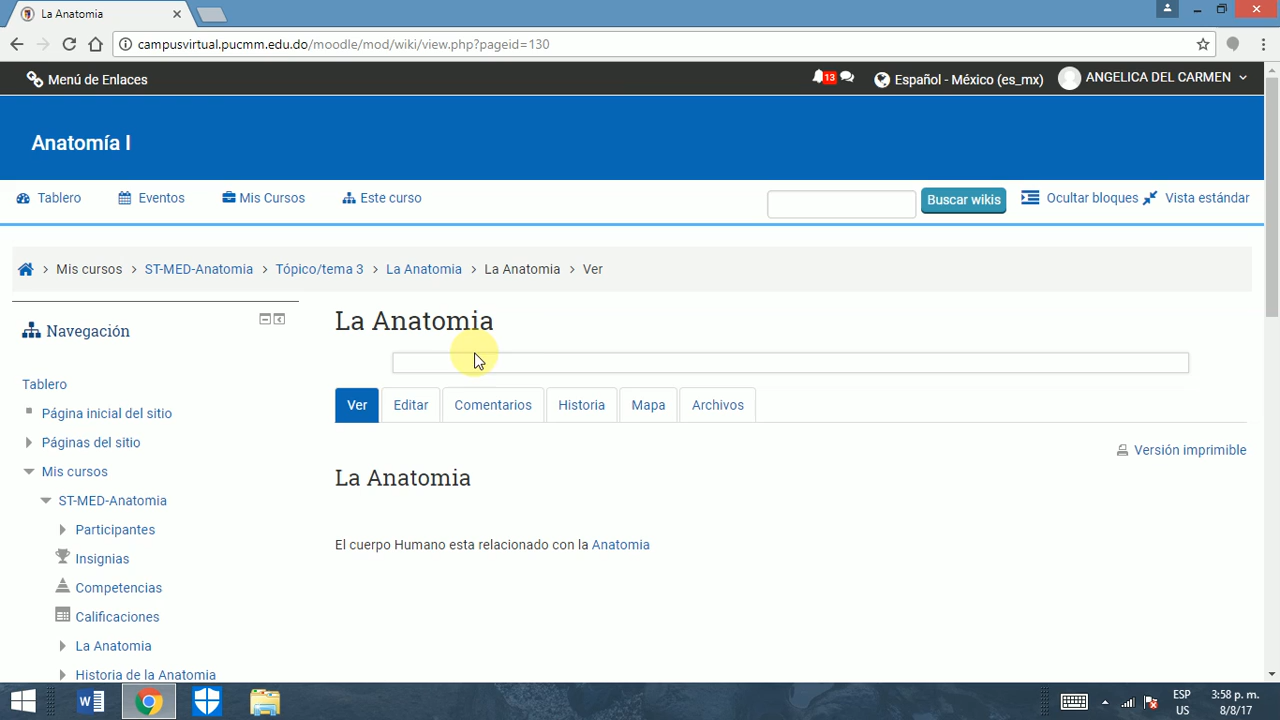 La Anatomia
campusvirtual.pucmm.edu.do/moodle/mod/wiki/view.php?pageid=130
Menú de Enlaces 13 Español - México (es_mx) ANGELICA DEL CARMEN
Anatomía I
Tablero Eventos Mis Cursos Este curso Buscar wikis Ocultar bloques Vista estándar
Mis cursos ST-MED-Anatomia Tópico/tema 3 La Anatomia La Anatomia Ver
Navegación
Tablero
Página inicial del sitio
Páginas del sitio
Mis cursos
ST-MED-Anatomia
Participantes
Insignias
Competencias
Calificaciones
La Anatomia
Historia de la Anatomia
La Anatomia
Ver Editar Comentarios Historia Mapa Archivos
Versión imprimible
La Anatomia
El cuerpo Humano esta relacionado con la Anatomia
ESP 3:58 p. m.
US 8/8/17